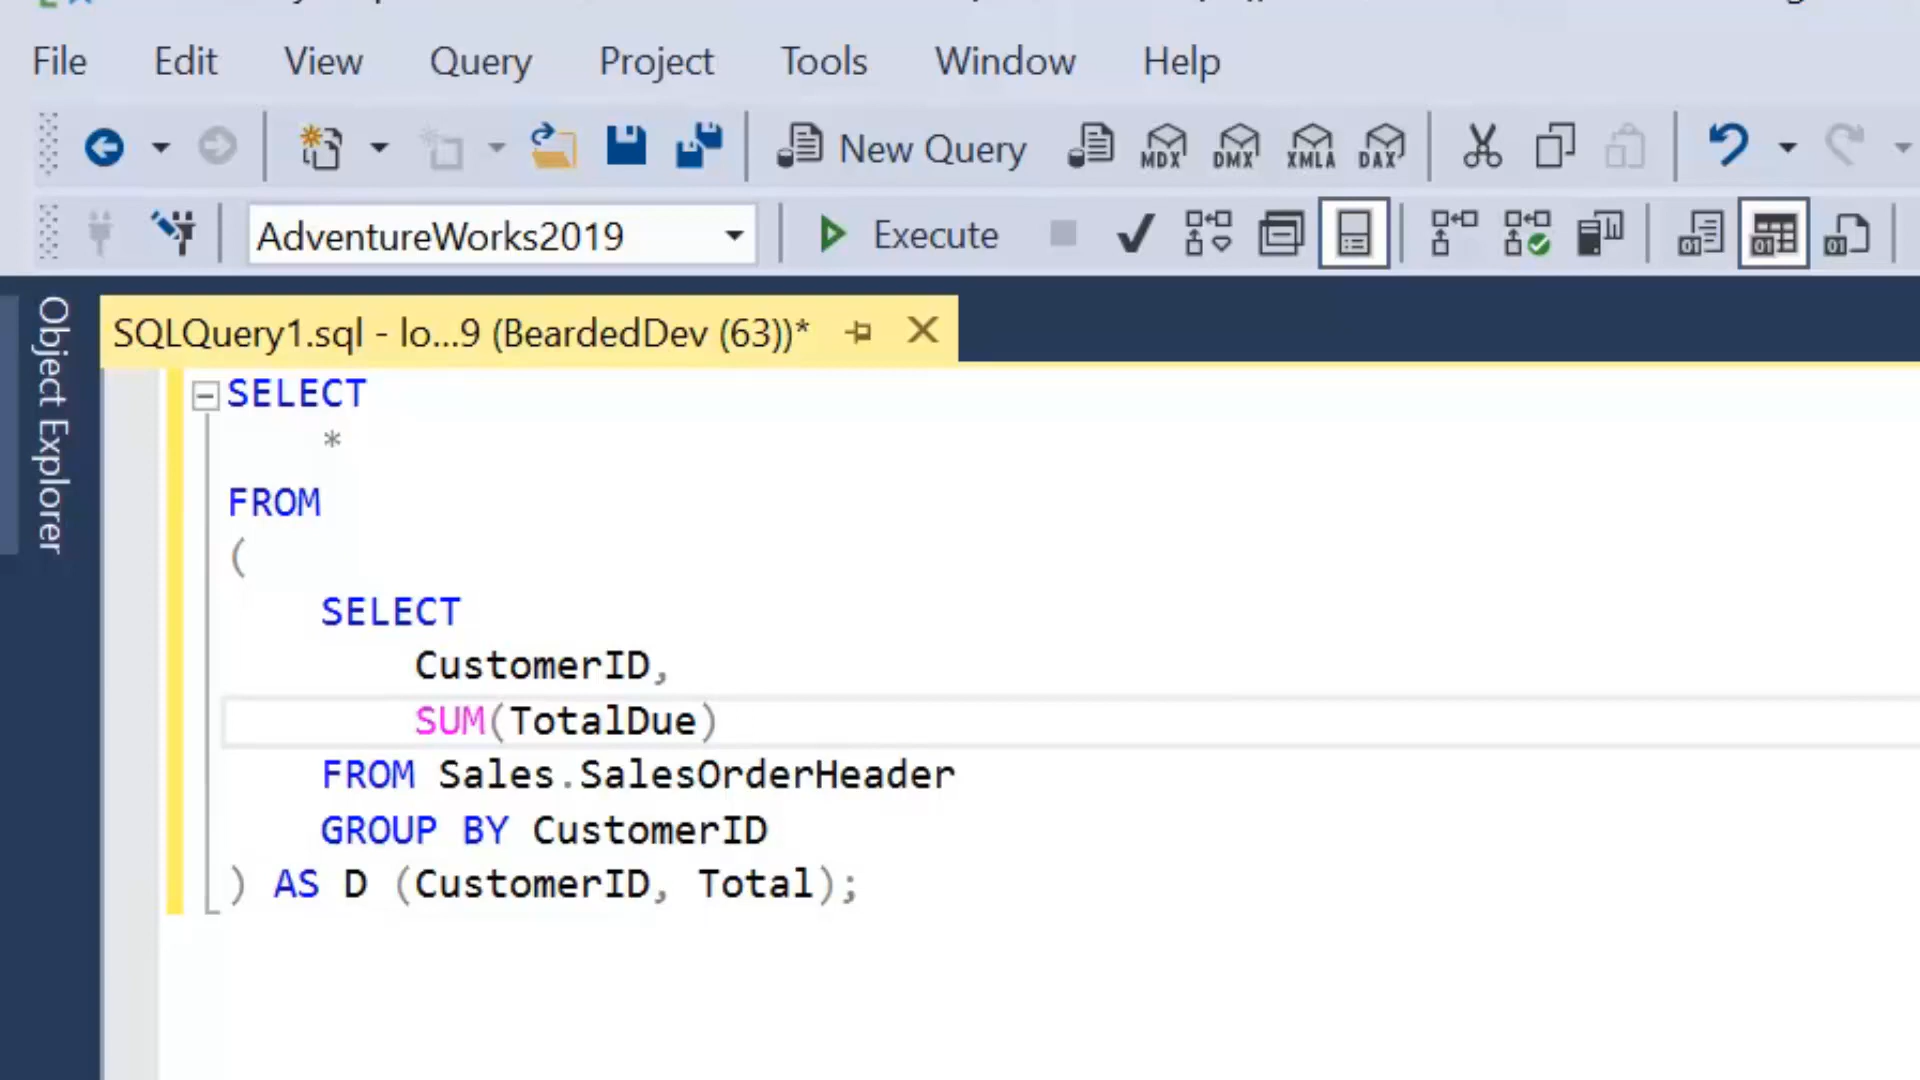 File Edit View Query Project Tools Window Help
New Query MDX DMX XMLA DAX
AdventureWorks2019 Execute
Object Explorer
SQLQuery1.sql - lo...9 (BeardedDev (63))*
SELECT
*
FROM
(
SELECT
CustomerID,
SUM(TotalDue)
FROM Sales.SalesOrderHeader
GROUP BY CustomerID
) AS D (CustomerID, Total);